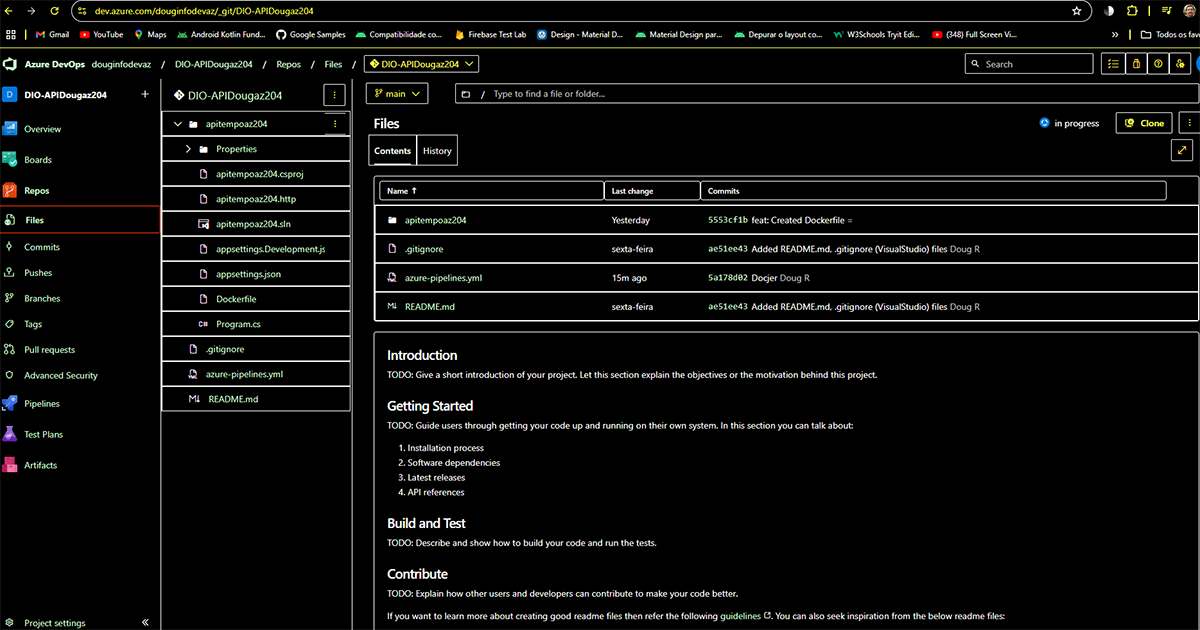 dev.azure.com/douginfodevaz/_git/DIO-APIDougaz204
Gmail YouTube Maps Android Kotlin Fund... Google Samples Compatibilidade co... Firebase Test Lab Design - Material D... Material Design par... Depurar o layout co... W3Schools Tryit Edi... (348) Full Screen Vi... » Todos os fav
Azure DevOps douginfodevaz / DIO-APIDougaz204 / Repos / Files / DIO-APIDougaz204 Search
D DIO-APIDougaz204 +
Overview
Boards
Repos
Files
Commits
Pushes
Branches
Tags
Pull requests
Advanced Security
Pipelines
Test Plans
Artifacts
Project settings «
DIO-APIDougaz204
apitempoaz204
Properties
apitempoaz204.csproj
apitempoaz204.http
apitempoaz204.sln
appsettings.Development.js
appsettings.json
Dockerfile
C# Program.cs
.gitignore
azure-pipelines.yml
M↓ README.md
main / Type to find a file or folder...
Files in progress Clone
Contents History
Name ↑ Last change Commits
apitempoaz204 Yesterday 5553cf1b feat: Created Dockerfile =
.gitignore sexta-feira ae51ee43 Added README.md, .gitignore (VisualStudio) files Doug R
azure-pipelines.yml 15m ago 5a178d02 Docjer Doug R
M↓ README.md sexta-feira ae51ee43 Added README.md, .gitignore (VisualStudio) files Doug R
Introduction
TODO: Give a short introduction of your project. Let this section explain the objectives or the motivation behind this project.
Getting Started
TODO: Guide users through getting your code up and running on their own system. In this section you can talk about:
1. Installation process
2. Software dependencies
3. Latest releases
4. API references
Build and Test
TODO: Describe and show how to build your code and run the tests.
Contribute
TODO: Explain how other users and developers can contribute to make your code better.
If you want to learn more about creating good readme files then refer the following guidelines. You can also seek inspiration from the below readme files: